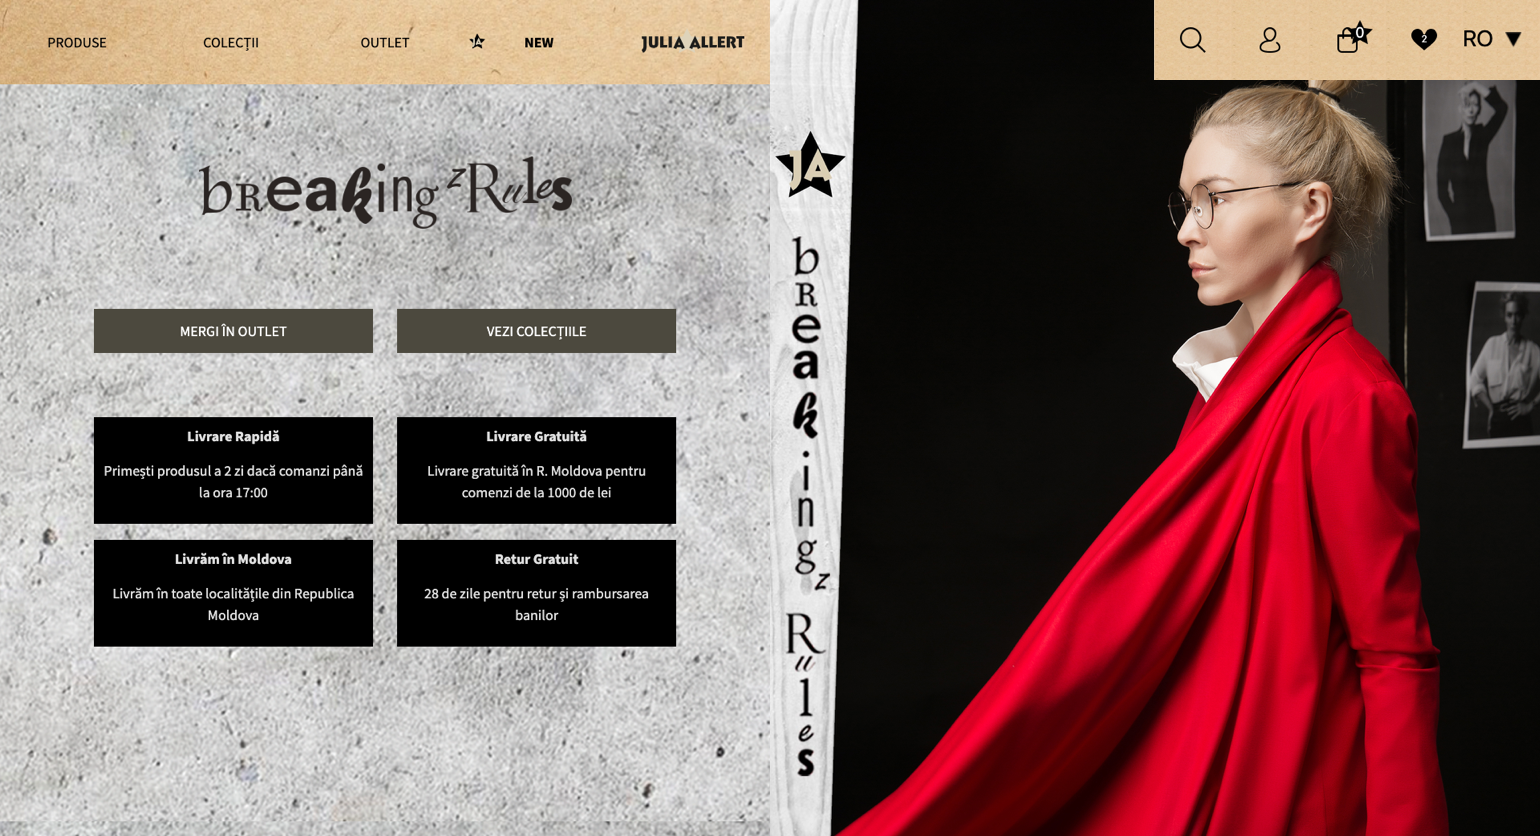 PRODUSE COLECȚII OUTLET JA NEW JULIA ALLERT
0 2 RO
breaking z Rules
MERGI ÎN OUTLET
VEZI COLECȚIILE
Livrare Rapidă
Primești produsul a 2 zi dacă comanzi până
la ora 17:00
Livrare Gratuită
Livrare gratuită în R. Moldova pentru
comenzi de la 1000 de lei
Livrăm în Moldova
Livrăm în toate localitățile din Republica
Moldova
Retur Gratuit
28 de zile pentru retur și rambursarea
banilor
JA
breaking z Rules